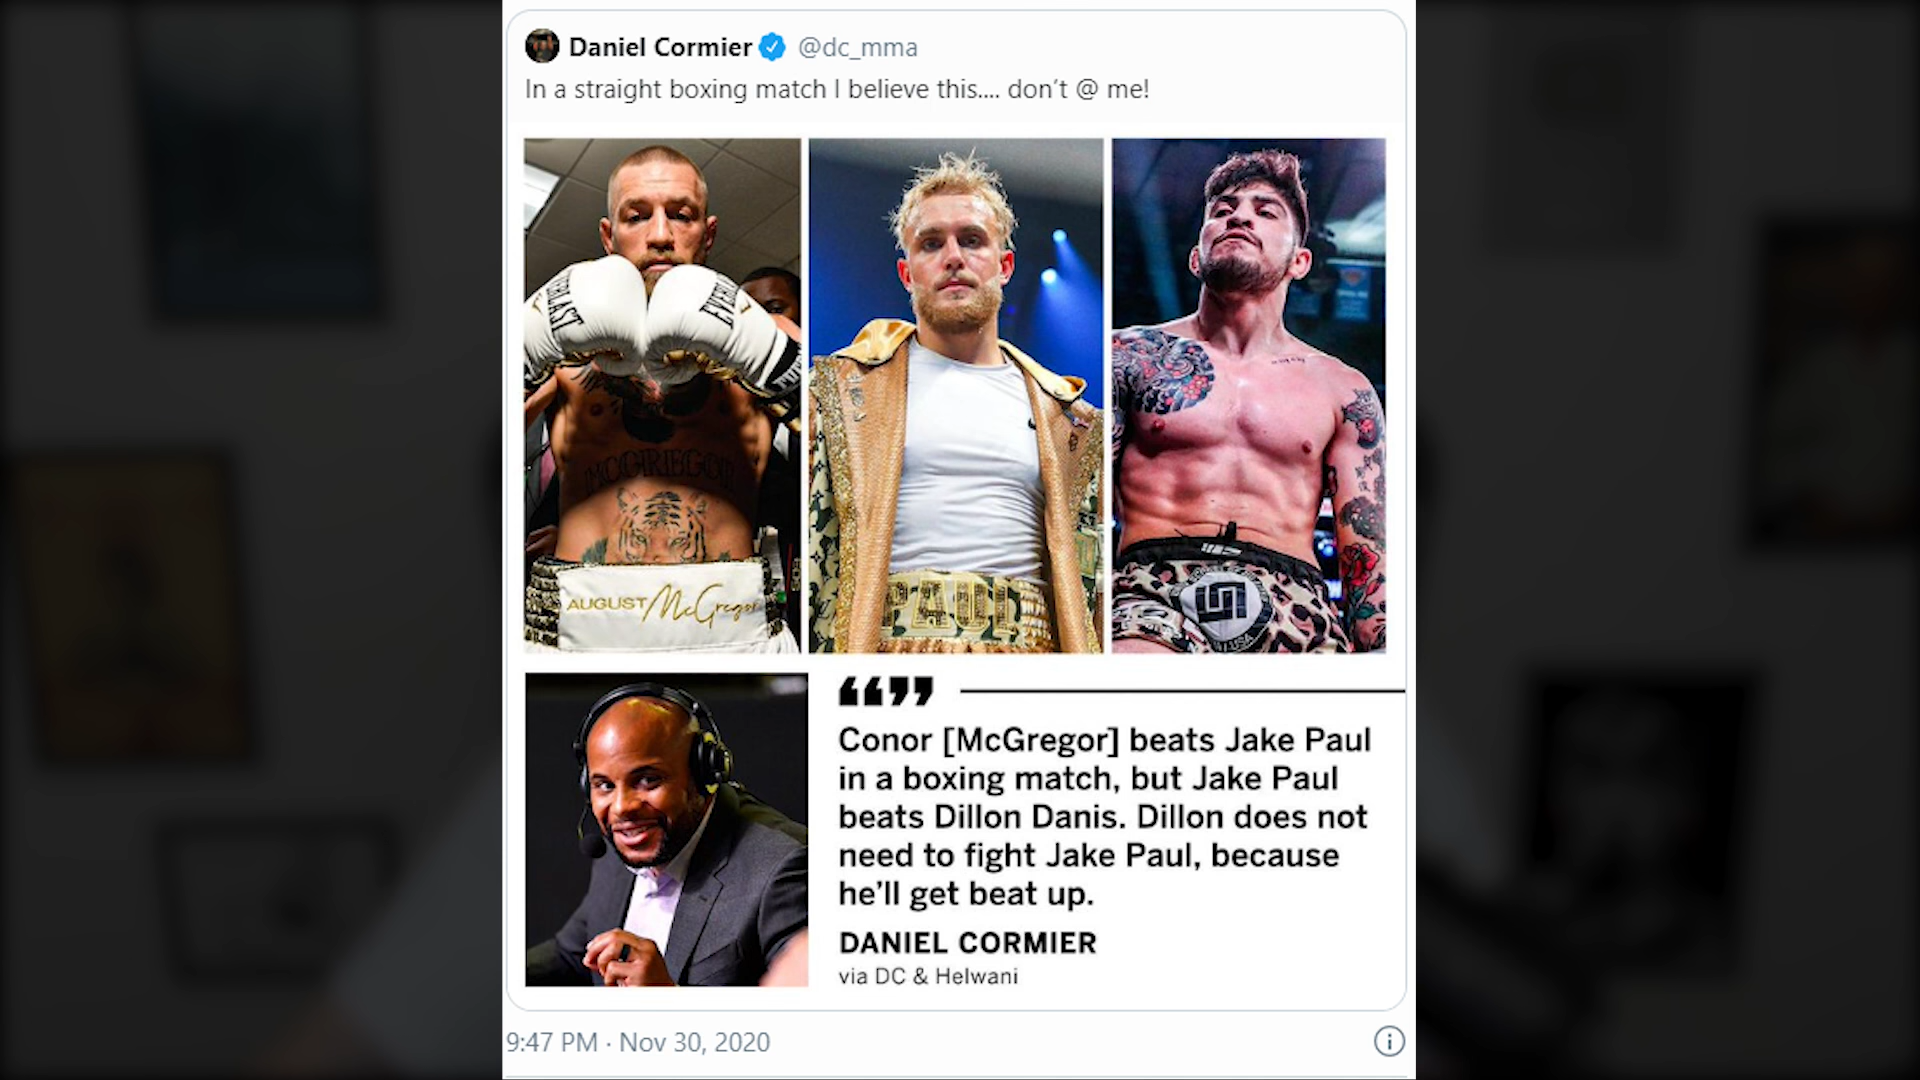 Daniel Cormier @dc_mma
In a straight boxing match I believe this.... don't @ me!
EVERLAST
EVERL
MCGREGOR
AUGUST McGregor
PAUL
❝❞
Conor [McGregor] beats Jake Paul
in a boxing match, but Jake Paul
beats Dillon Danis. Dillon does not
need to fight Jake Paul, because
he'll get beat up.
DANIEL CORMIER
via DC & Helwani
9:47 PM · Nov 30, 2020